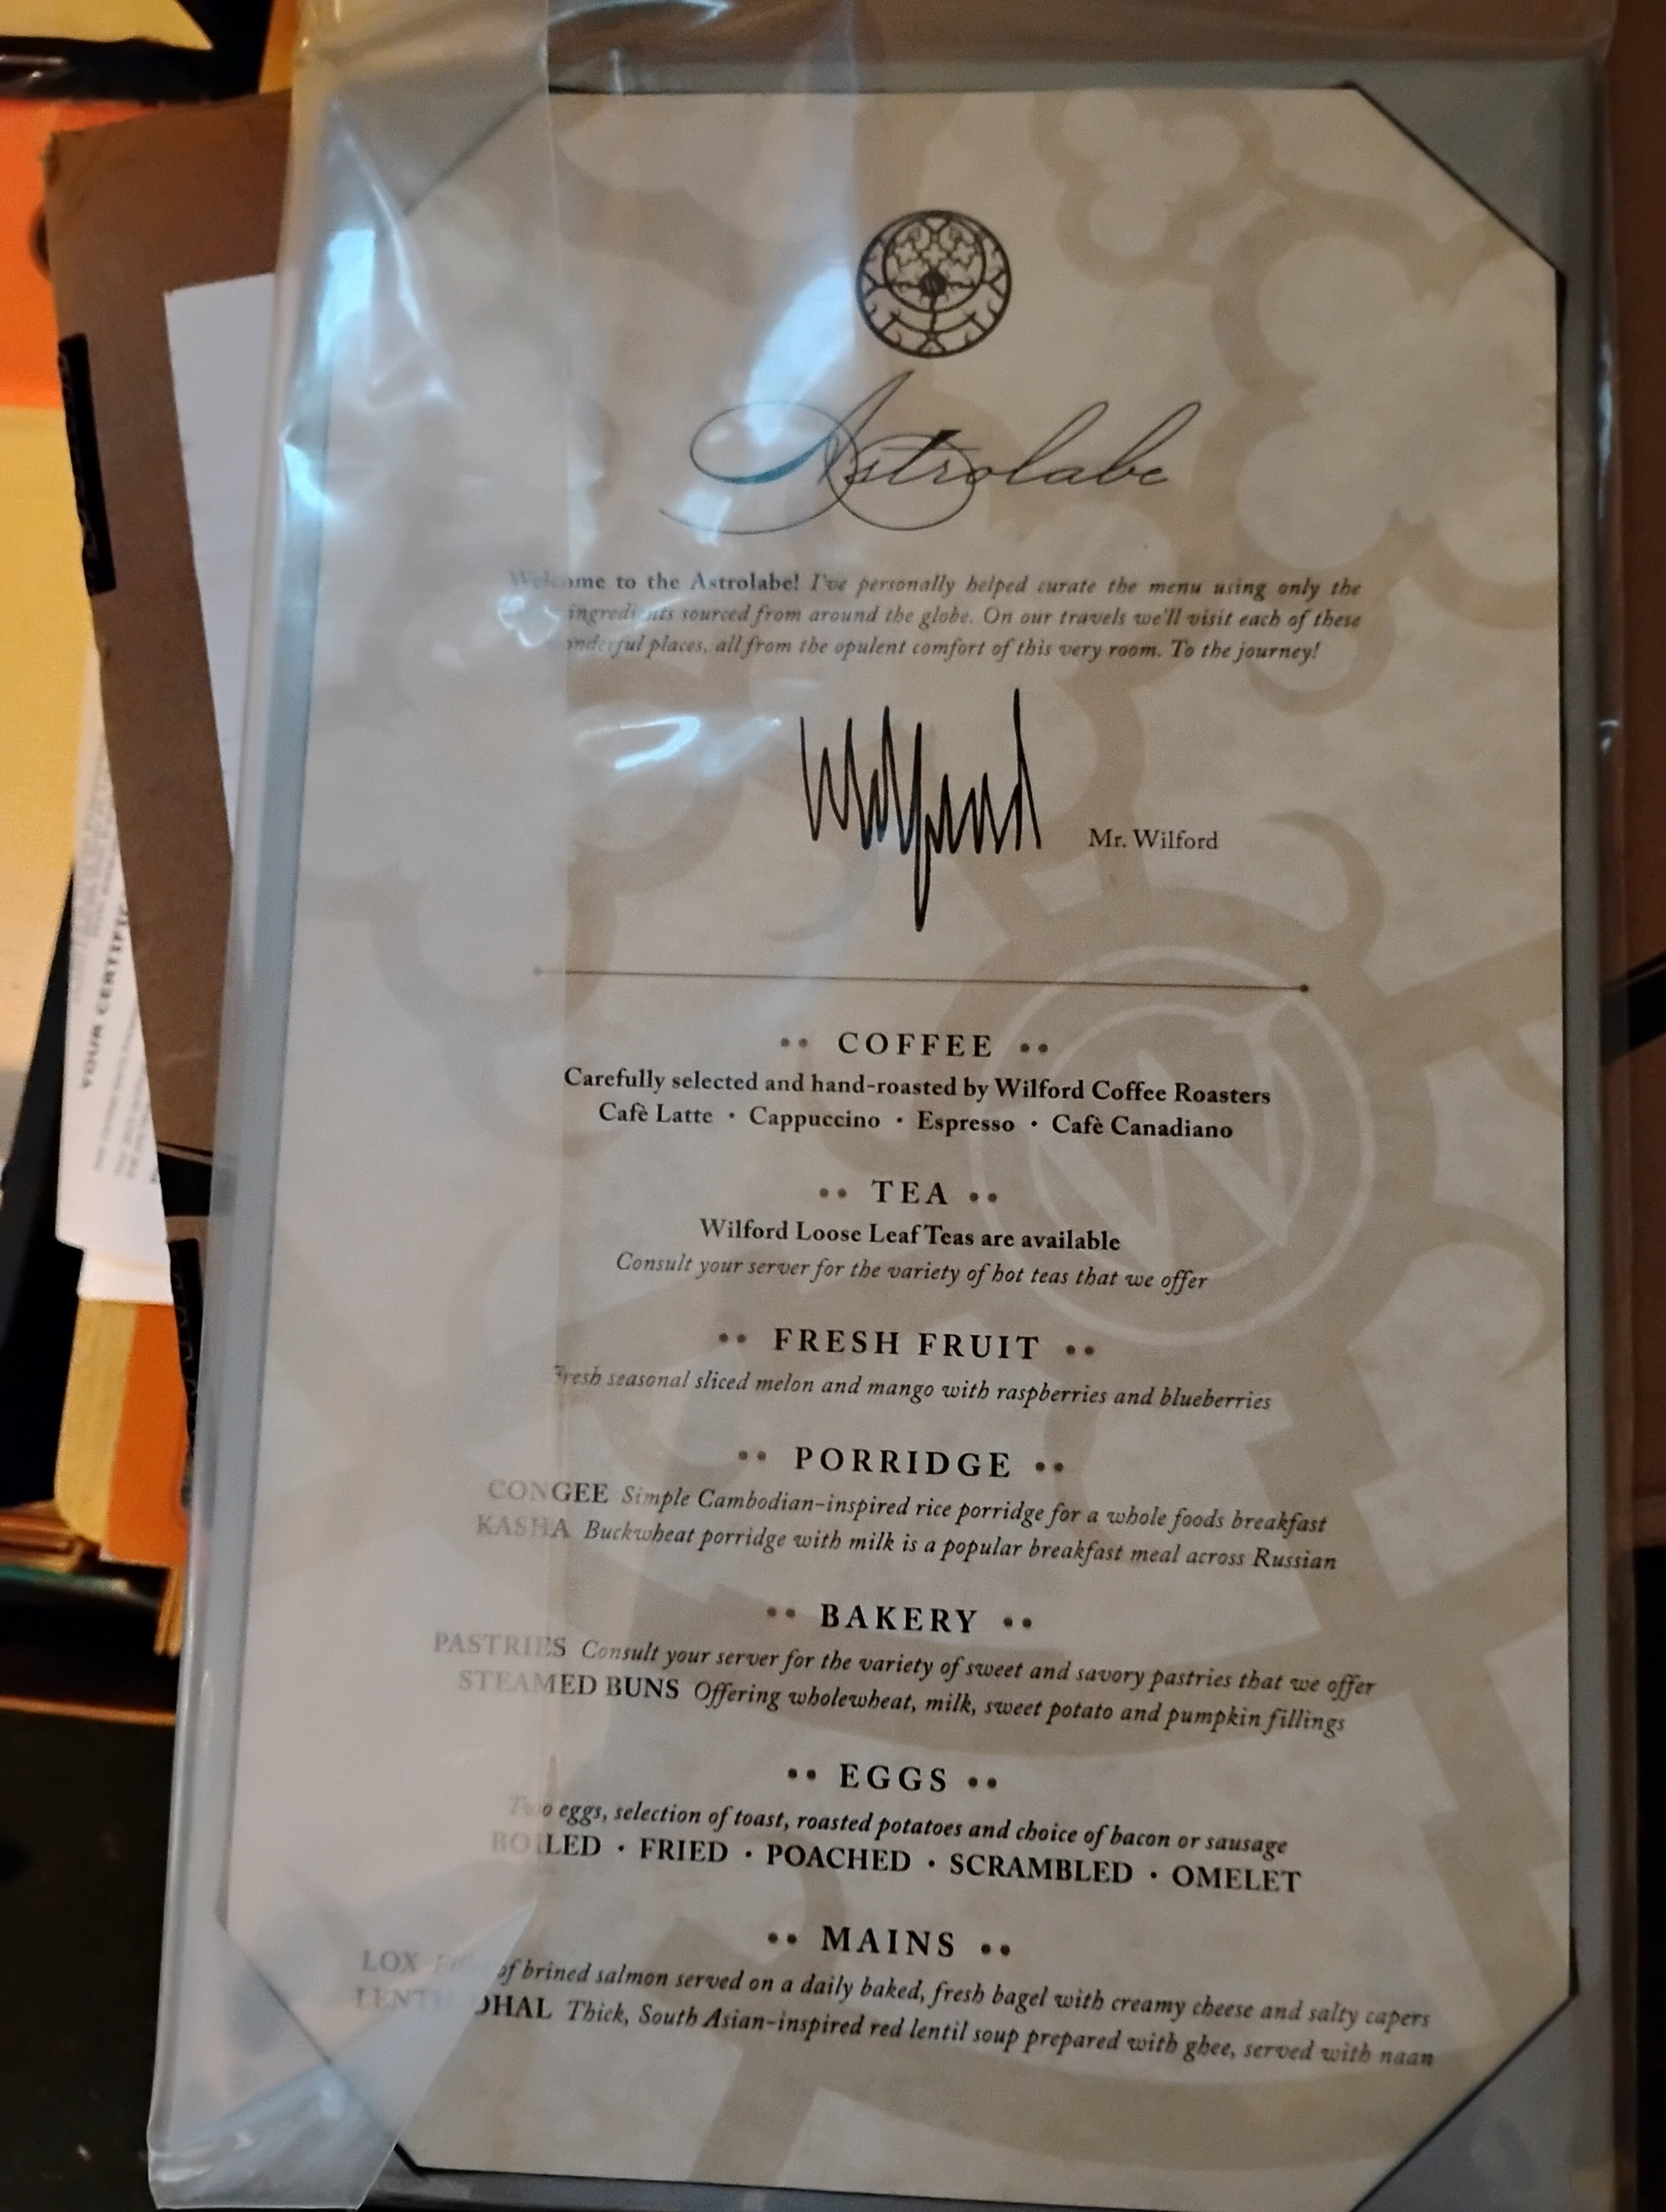 Astrolabe
Welcome to the Astrolabe! I've personally helped curate the menu using only the
ingredients sourced from around the globe. On our travels we'll visit each of these
wonderful places, all from the opulent comfort of this very room. To the journey!
Wilford
Mr. Wilford
W
•• COFFEE ••
Carefully selected and hand-roasted by Wilford Coffee Roasters
Cafè Latte • Cappuccino • Espresso • Cafè Canadiano
•• TEA ••
Wilford Loose Leaf Teas are available
Consult your server for the variety of hot teas that we offer
•• FRESH FRUIT ••
Fresh seasonal sliced melon and mango with raspberries and blueberries
•• PORRIDGE ••
CONGEE Simple Cambodian-inspired rice porridge for a whole foods breakfast
KASHA Buckwheat porridge with milk is a popular breakfast meal across Russian
•• BAKERY ••
PASTRIES Consult your server for the variety of sweet and savory pastries that we offer
STEAMED BUNS Offering wholewheat, milk, sweet potato and pumpkin fillings
•• EGGS ••
Two eggs, selection of toast, roasted potatoes and choice of bacon or sausage
BOILED • FRIED • POACHED • SCRAMBLED • OMELET
•• MAINS ••
LOX of brined salmon served on a daily baked, fresh bagel with creamy cheese and salty capers
LENTIL DHAL Thick, South Asian-inspired red lentil soup prepared with ghee, served with naan
YOUR CERTIFIC